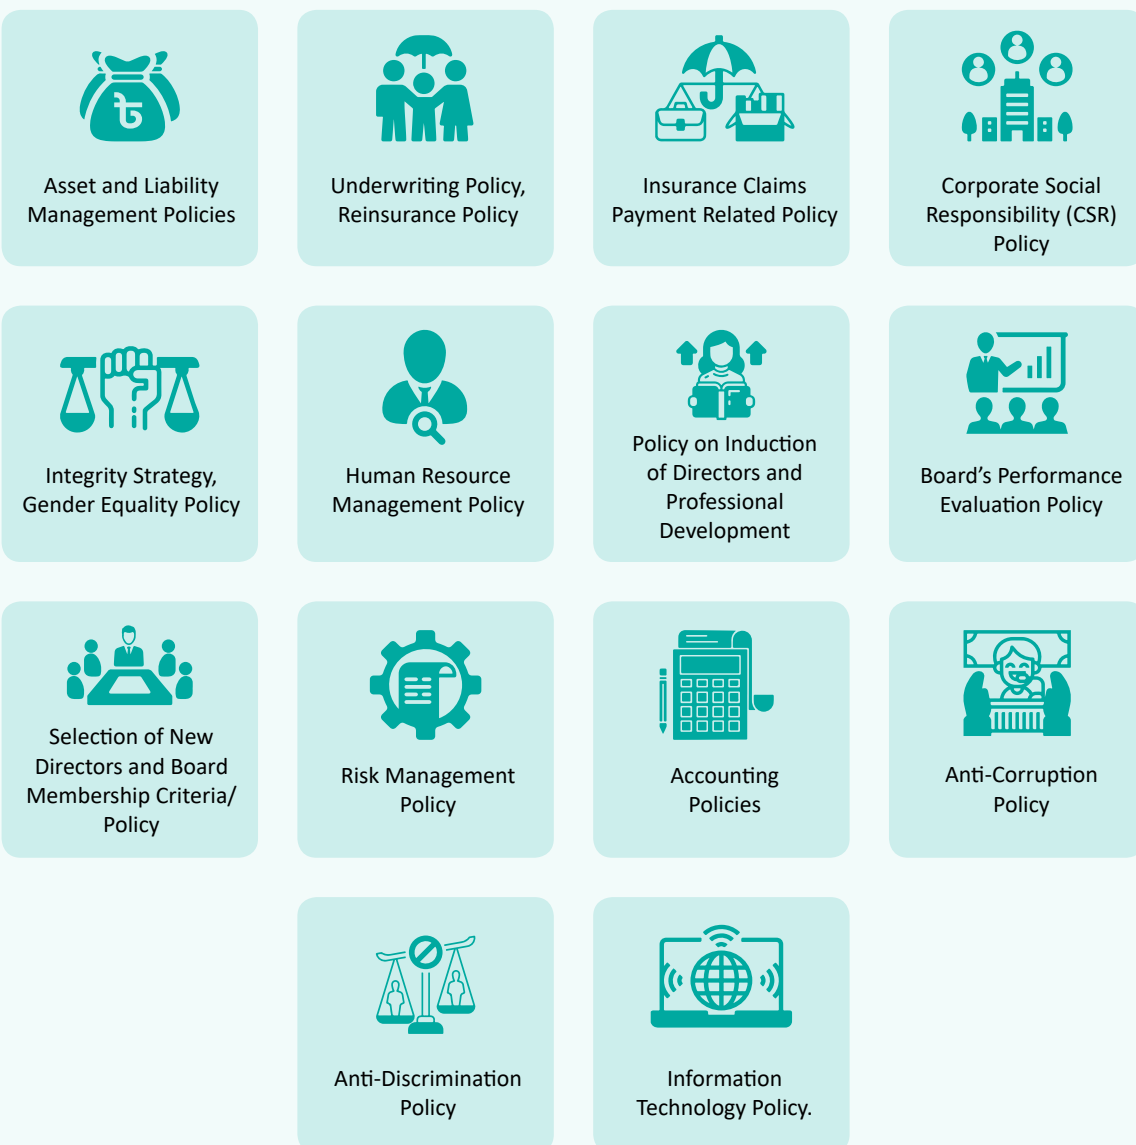 ৳
Asset and Liability
Management Policies
Underwriting Policy,
Reinsurance Policy
Insurance Claims
Payment Related Policy
Corporate Social
Responsibility (CSR)
Policy
Integrity Strategy,
Gender Equality Policy
Human Resource
Management Policy
Policy on Induction
of Directors and
Professional
Development
Board’s Performance
Evaluation Policy
Selection of New
Directors and Board
Membership Criteria/
Policy
Risk Management
Policy
Accounting
Policies
Anti-Corruption
Policy
Anti-Discrimination
Policy
Information
Technology Policy.